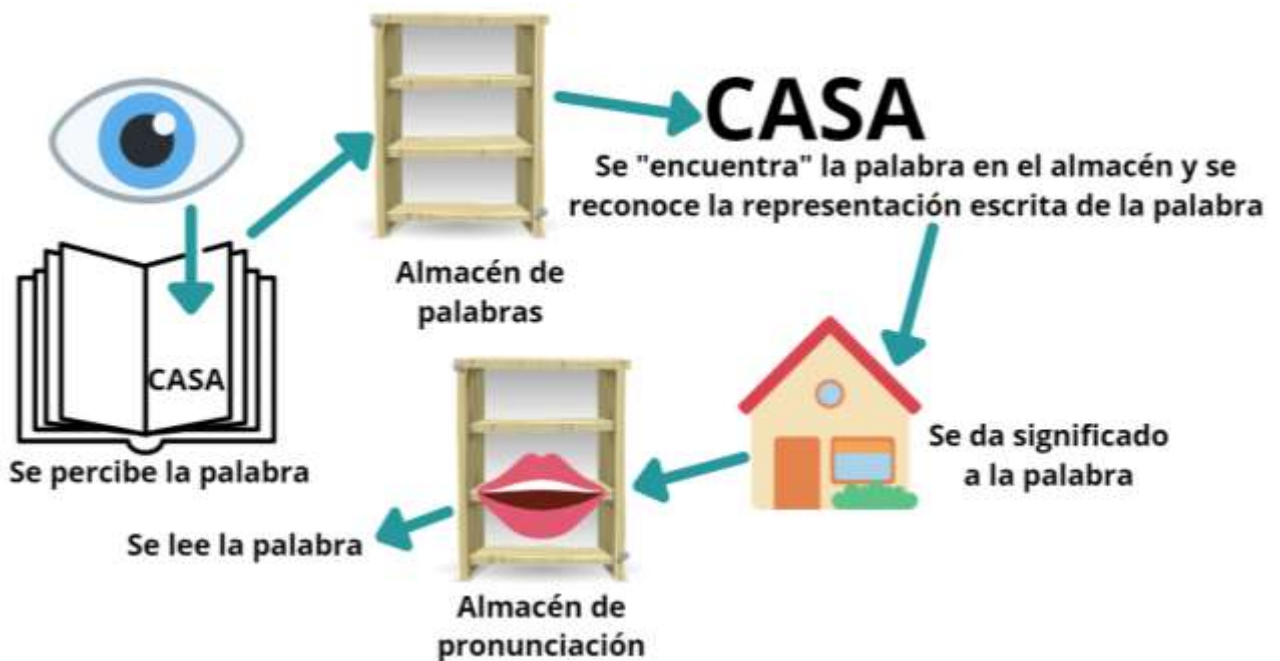 CASA
Se percibe la palabra
Almacén de
palabras
CASA
Se "encuentra" la palabra en el almacén y se
reconoce la representación escrita de la palabra
Se da significado
a la palabra
Almacén de
pronunciación
Se lee la palabra